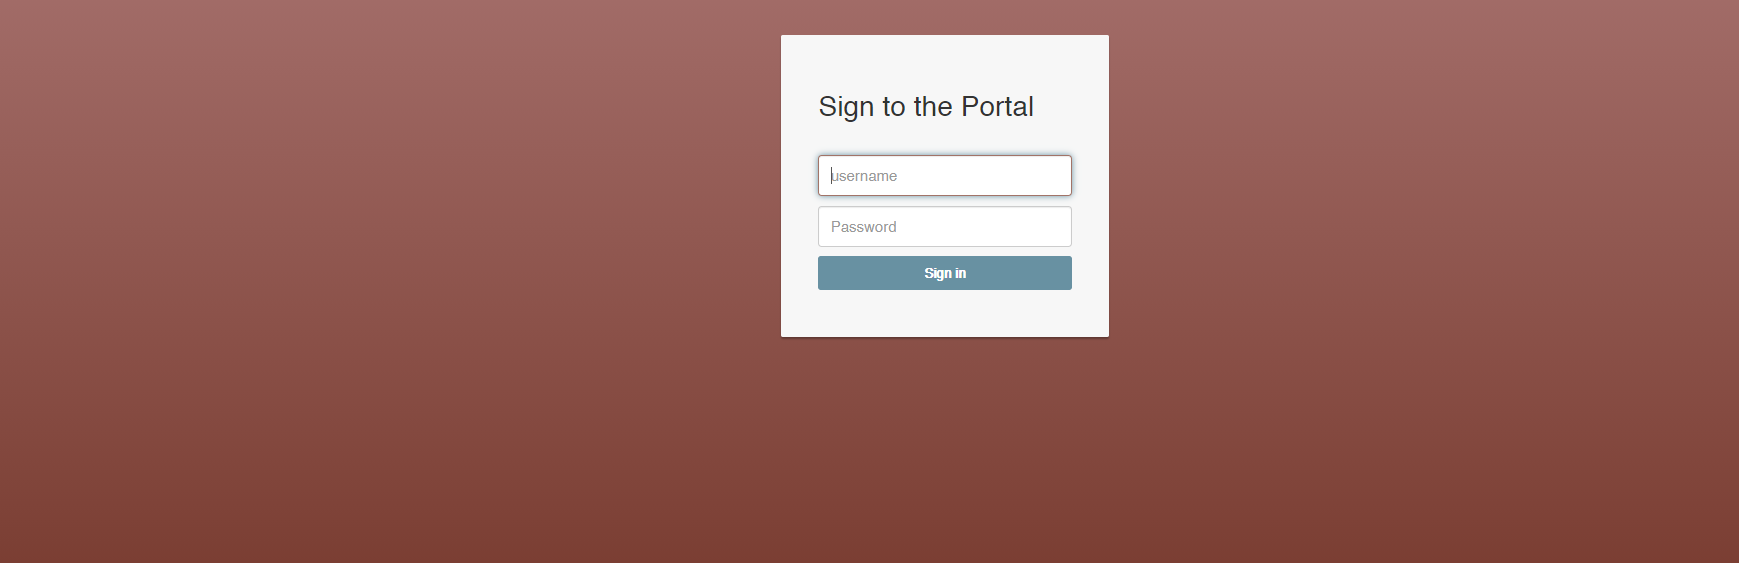 Sign to the Portal
username
Password
Sign in